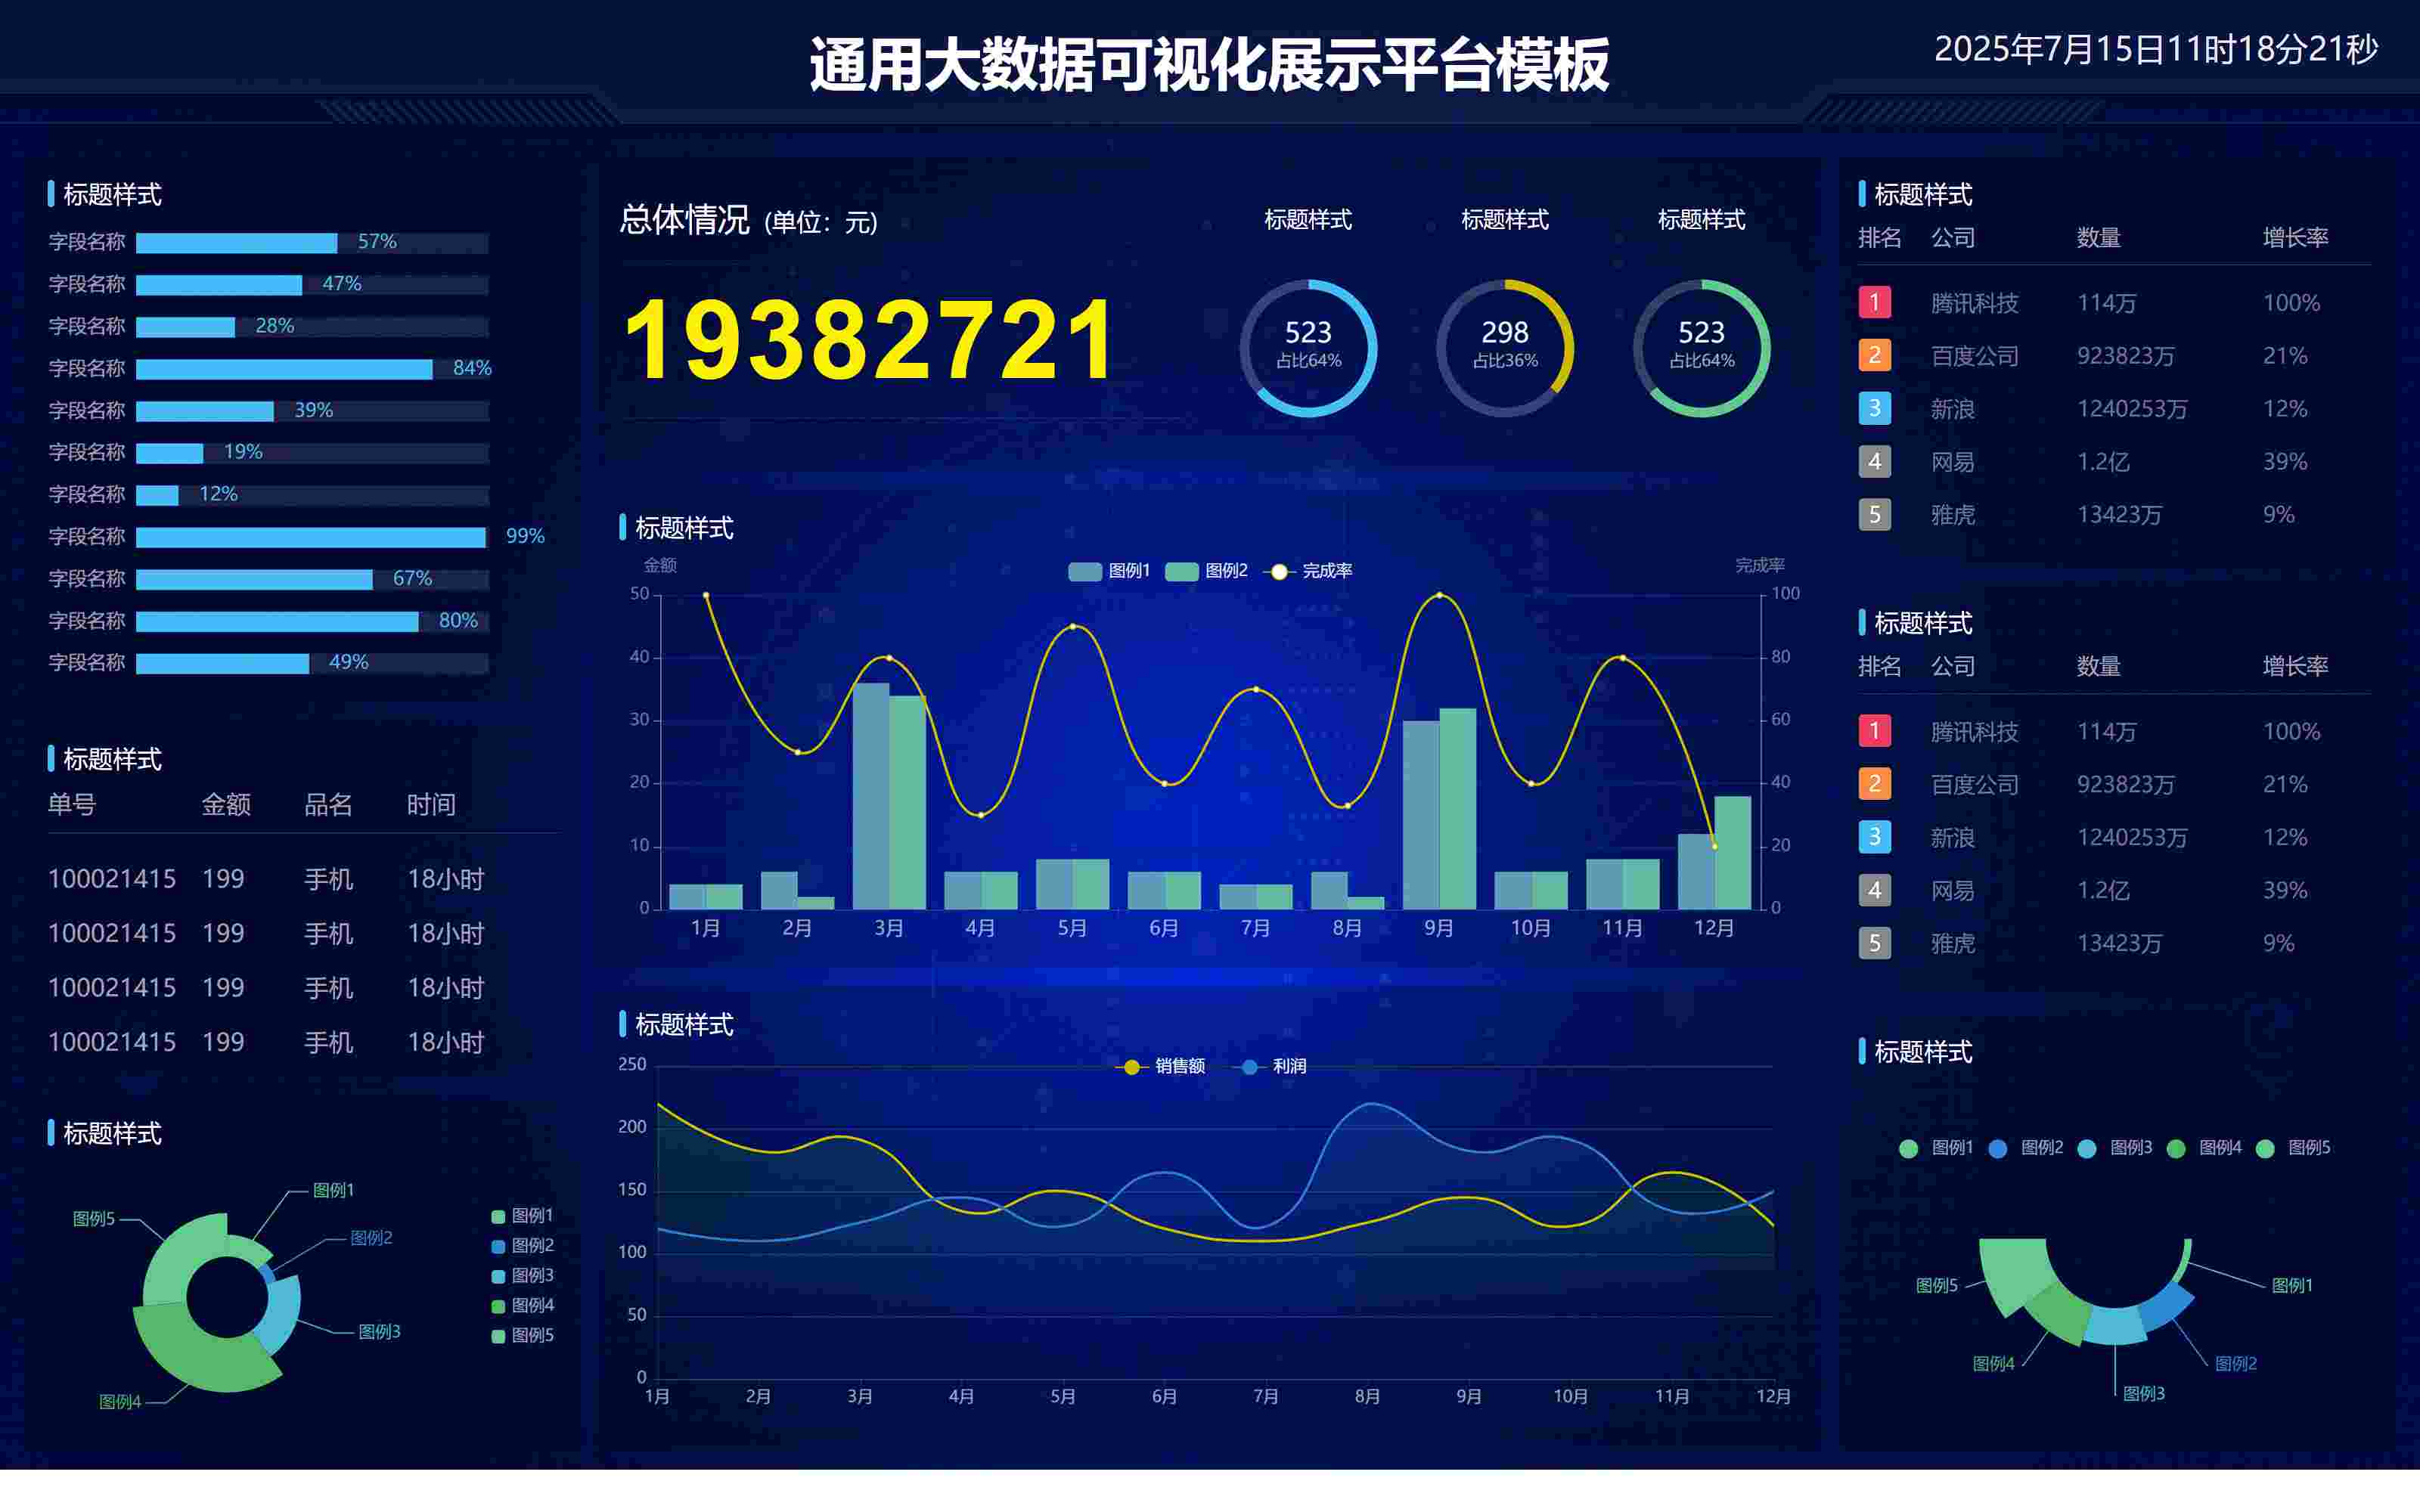 通用大数据可视化展示平台模板
2025年7月15日11时18分21秒
标题样式
字段名称 57%
字段名称 47%
字段名称 28%
字段名称 84%
字段名称 39%
字段名称 19%
字段名称 12%
字段名称 99%
字段名称 67%
字段名称 80%
字段名称 49%
标题样式
单号 金额 品名 时间
100021415 199 手机 18小时
100021415 199 手机 18小时
100021415 199 手机 18小时
100021415 199 手机 18小时
标题样式
图例1
图例5
图例2
图例3
图例4
图例1
图例2
图例3
图例4
图例5
总体情况 (单位：元)
19382721
标题样式 标题样式 标题样式
523 298 523
占比64% 占比36% 占比64%
标题样式
金额 图例1 图例2 完成率 完成率
50 100
40 80
30 60
20 40
10 20
0 0
1月 2月 3月 4月 5月 6月 7月 8月 9月 10月 11月 12月
标题样式
销售额 利润
250
200
150
100
50
0
1月 2月 3月 4月 5月 6月 7月 8月 9月 10月 11月 12月
标题样式
排名 公司 数量 增长率
1 腾讯科技 114万 100%
2 百度公司 923823万 21%
3 新浪 1240253万 12%
4 网易 1.2亿 39%
5 雅虎 13423万 9%
标题样式
排名 公司 数量 增长率
1 腾讯科技 114万 100%
2 百度公司 923823万 21%
3 新浪 1240253万 12%
4 网易 1.2亿 39%
5 雅虎 13423万 9%
标题样式
图例1 图例2 图例3 图例4 图例5
图例5 图例1
图例4 图例2
图例3